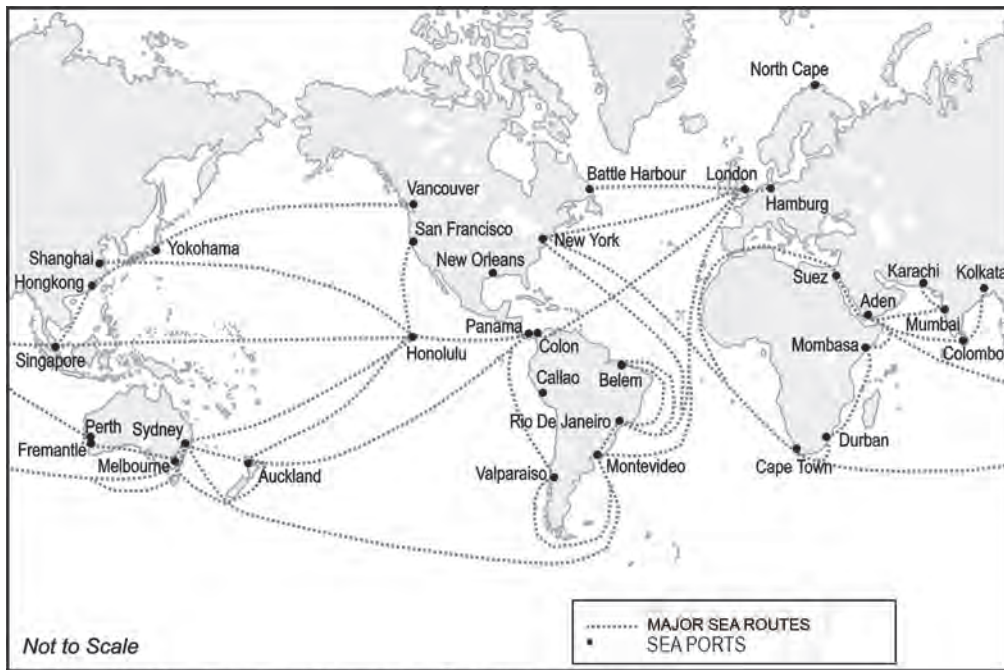 North Cape
Battle Harbour
London
Hamburg
Vancouver
San Francisco
New York
New Orleans
Shanghai
Yokohama
Hongkong
Suez
Karachi
Kolkata
Aden
Mumbai
Singapore
Honolulu
Panama
Colon
Mombasa
Colombo
Callao
Belem
Perth
Sydney
Rio De Janeiro
Fremantle
Durban
Melbourne
Auckland
Valparaiso
Montevideo
Cape Town
MAJOR SEA ROUTES
SEA PORTS
Not to Scale